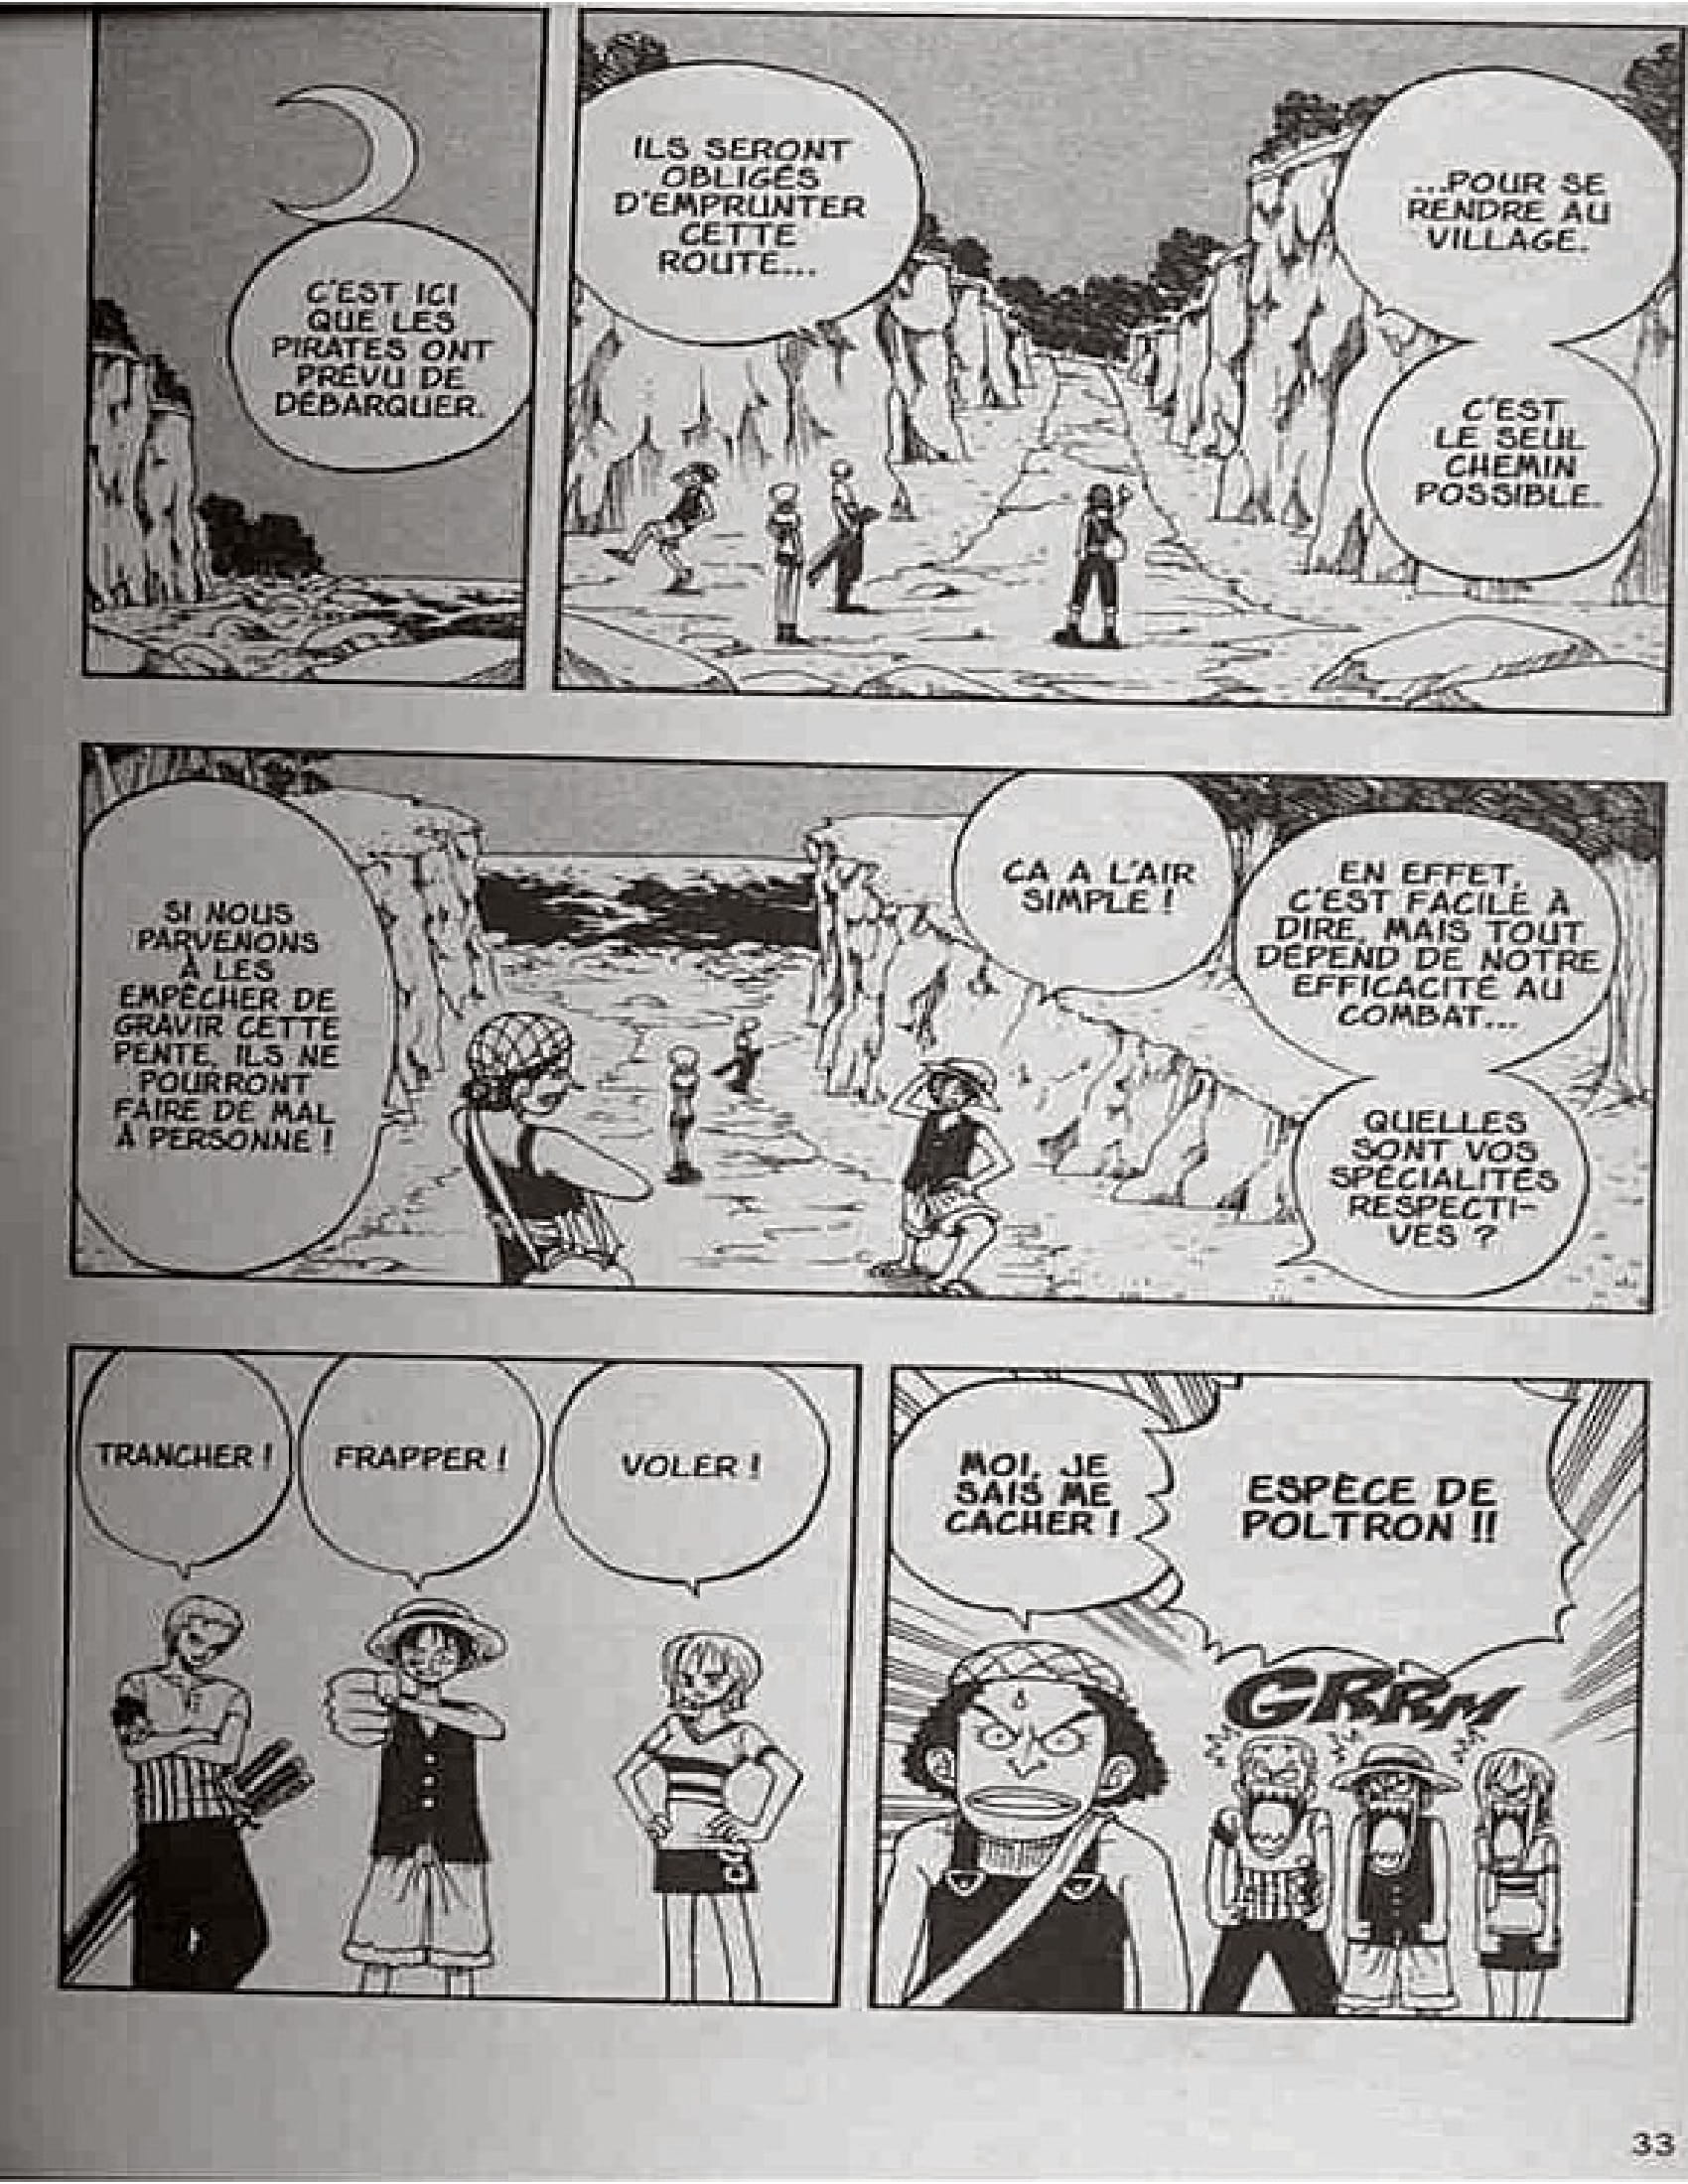 C'EST ICI
QUE LES
PIRATES ONT
PRÉVU DE
DÉBARQUER.
ILS SERONT
OBLIGÉS
D'EMPRUNTER
CETTE
ROUTE...
...POUR SE
RENDRE AU
VILLAGE.
C'EST
LE SEUL
CHEMIN
POSSIBLE.
SI NOUS
PARVENONS
À LES
EMPÊCHER DE
GRAVIR CETTE
PENTE, ILS NE
POURRONT
FAIRE DE MAL
À PERSONNE !
CA A L'AIR
SIMPLE !
EN EFFET,
C'EST FACILE À
DIRE, MAIS TOUT
DÉPEND DE NOTRE
EFFICACITÉ AU
COMBAT...
QUELLES
SONT VOS
SPÉCIALITÉS
RESPECTI-
VES ?
TRANCHER !
FRAPPER !
VOLER !
MOI, JE
SAIS ME
CACHER !
ESPÈCE DE
POLTRON !!
GRRM
33